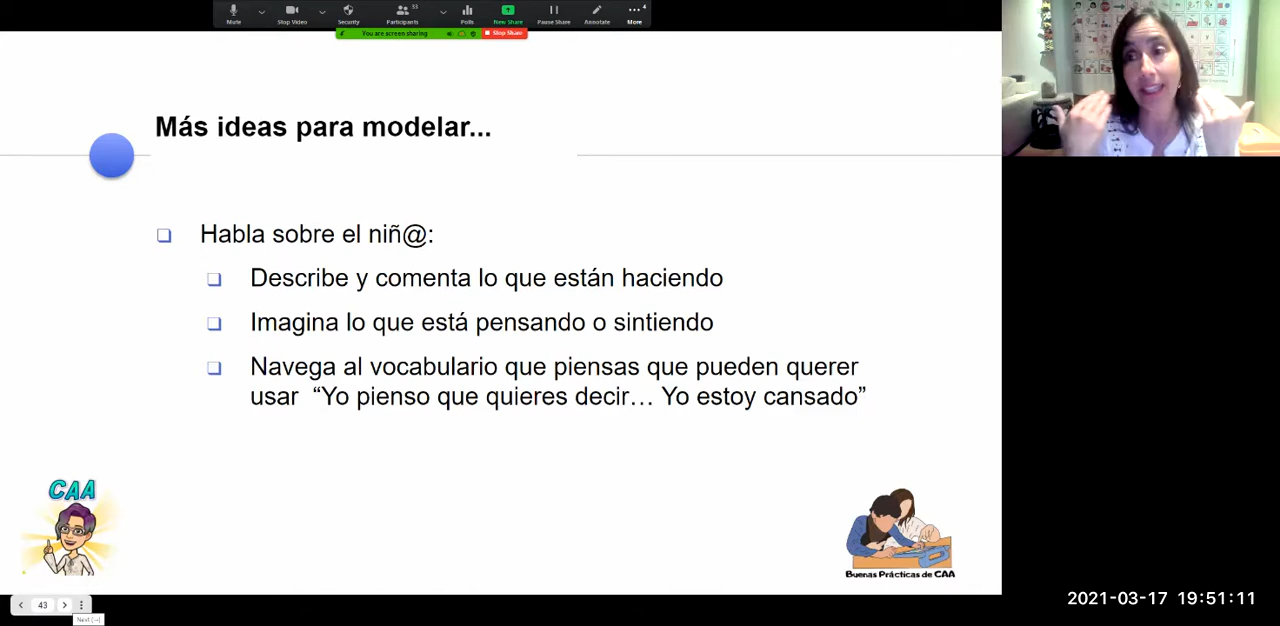 Mute
Stop Video
Security
Participants
33
Polls
New Share
Pause Share
Annotate
More
You are screen sharing
Stop Share
Más ideas para modelar...
Habla sobre el niñ@:
Describe y comenta lo que están haciendo
Imagina lo que está pensando o sintiendo
Navega al vocabulario que piensas que pueden querer
usar “Yo pienso que quieres decir… Yo estoy cansado”
CAA
Buenas Prácticas de CAA
43
Next (→)
2021-03-17 19:51:11